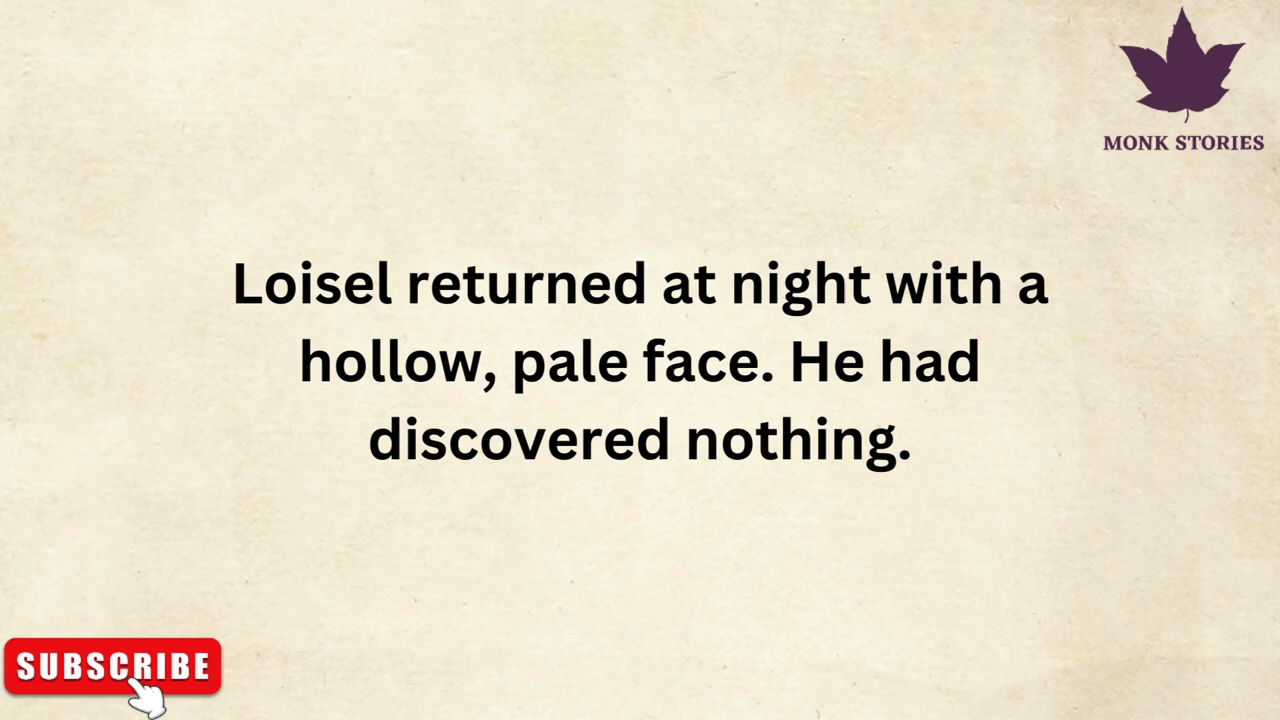 MONK STORIES
Loisel returned at night with a
hollow, pale face. He had
discovered nothing.
SUBSCRIBE